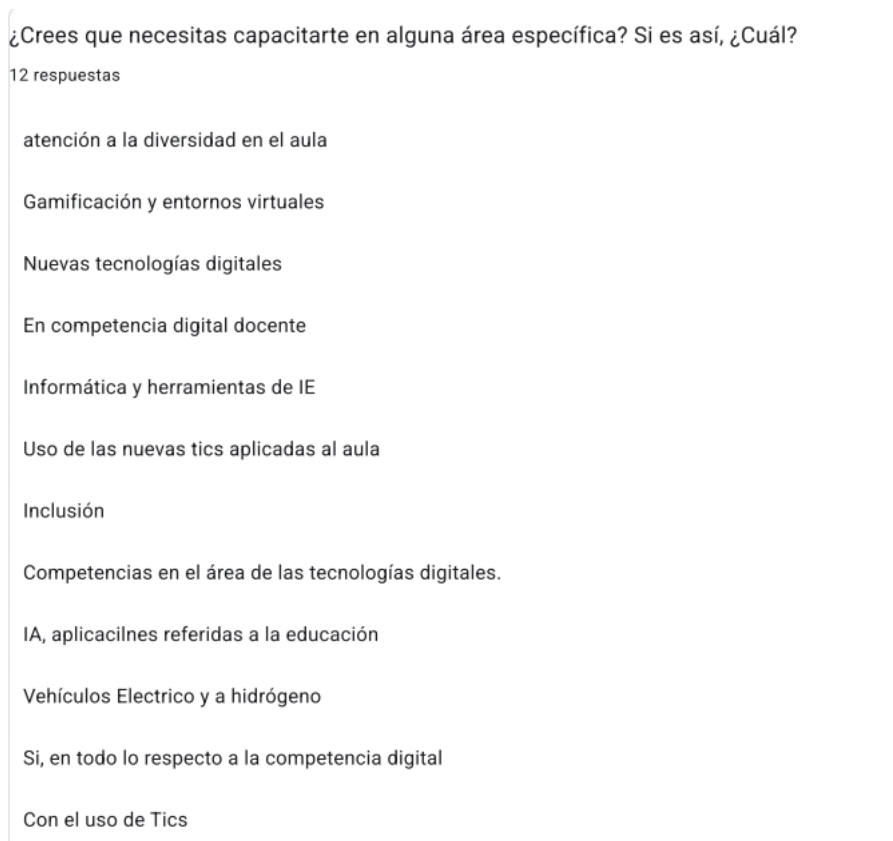 ¿Crees que necesitas capacitarte en alguna área específica? Si es así, ¿Cuál?
12 respuestas
atención a la diversidad en el aula
Gamificación y entornos virtuales
Nuevas tecnologías digitales
En competencia digital docente
Informática y herramientas de IE
Uso de las nuevas tics aplicadas al aula
Inclusión
Competencias en el área de las tecnologías digitales.
IA, aplicacilnes referidas a la educación
Vehículos Electrico y a hidrógeno
Si, en todo lo respecto a la competencia digital
Con el uso de Tics